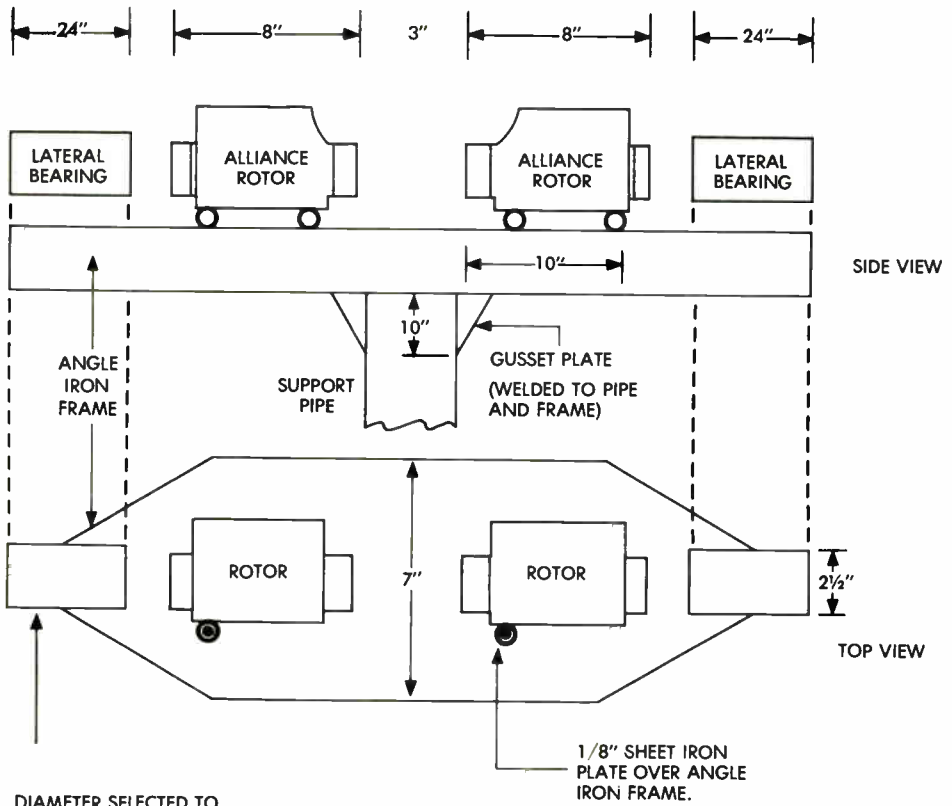 24" 8" 3" 8" 24"
LATERAL
BEARING
ALLIANCE
ROTOR
ALLIANCE
ROTOR
LATERAL
BEARING
SIDE VIEW
10"
10"
ANGLE
IRON
FRAME
SUPPORT
PIPE
GUSSET PLATE
(WELDED TO PIPE
AND FRAME)
ROTOR
7"
ROTOR
2½"
TOP VIEW
1/8" SHEET IRON
PLATE OVER ANGLE
IRON FRAME.
DIAMETER SELECTED TO